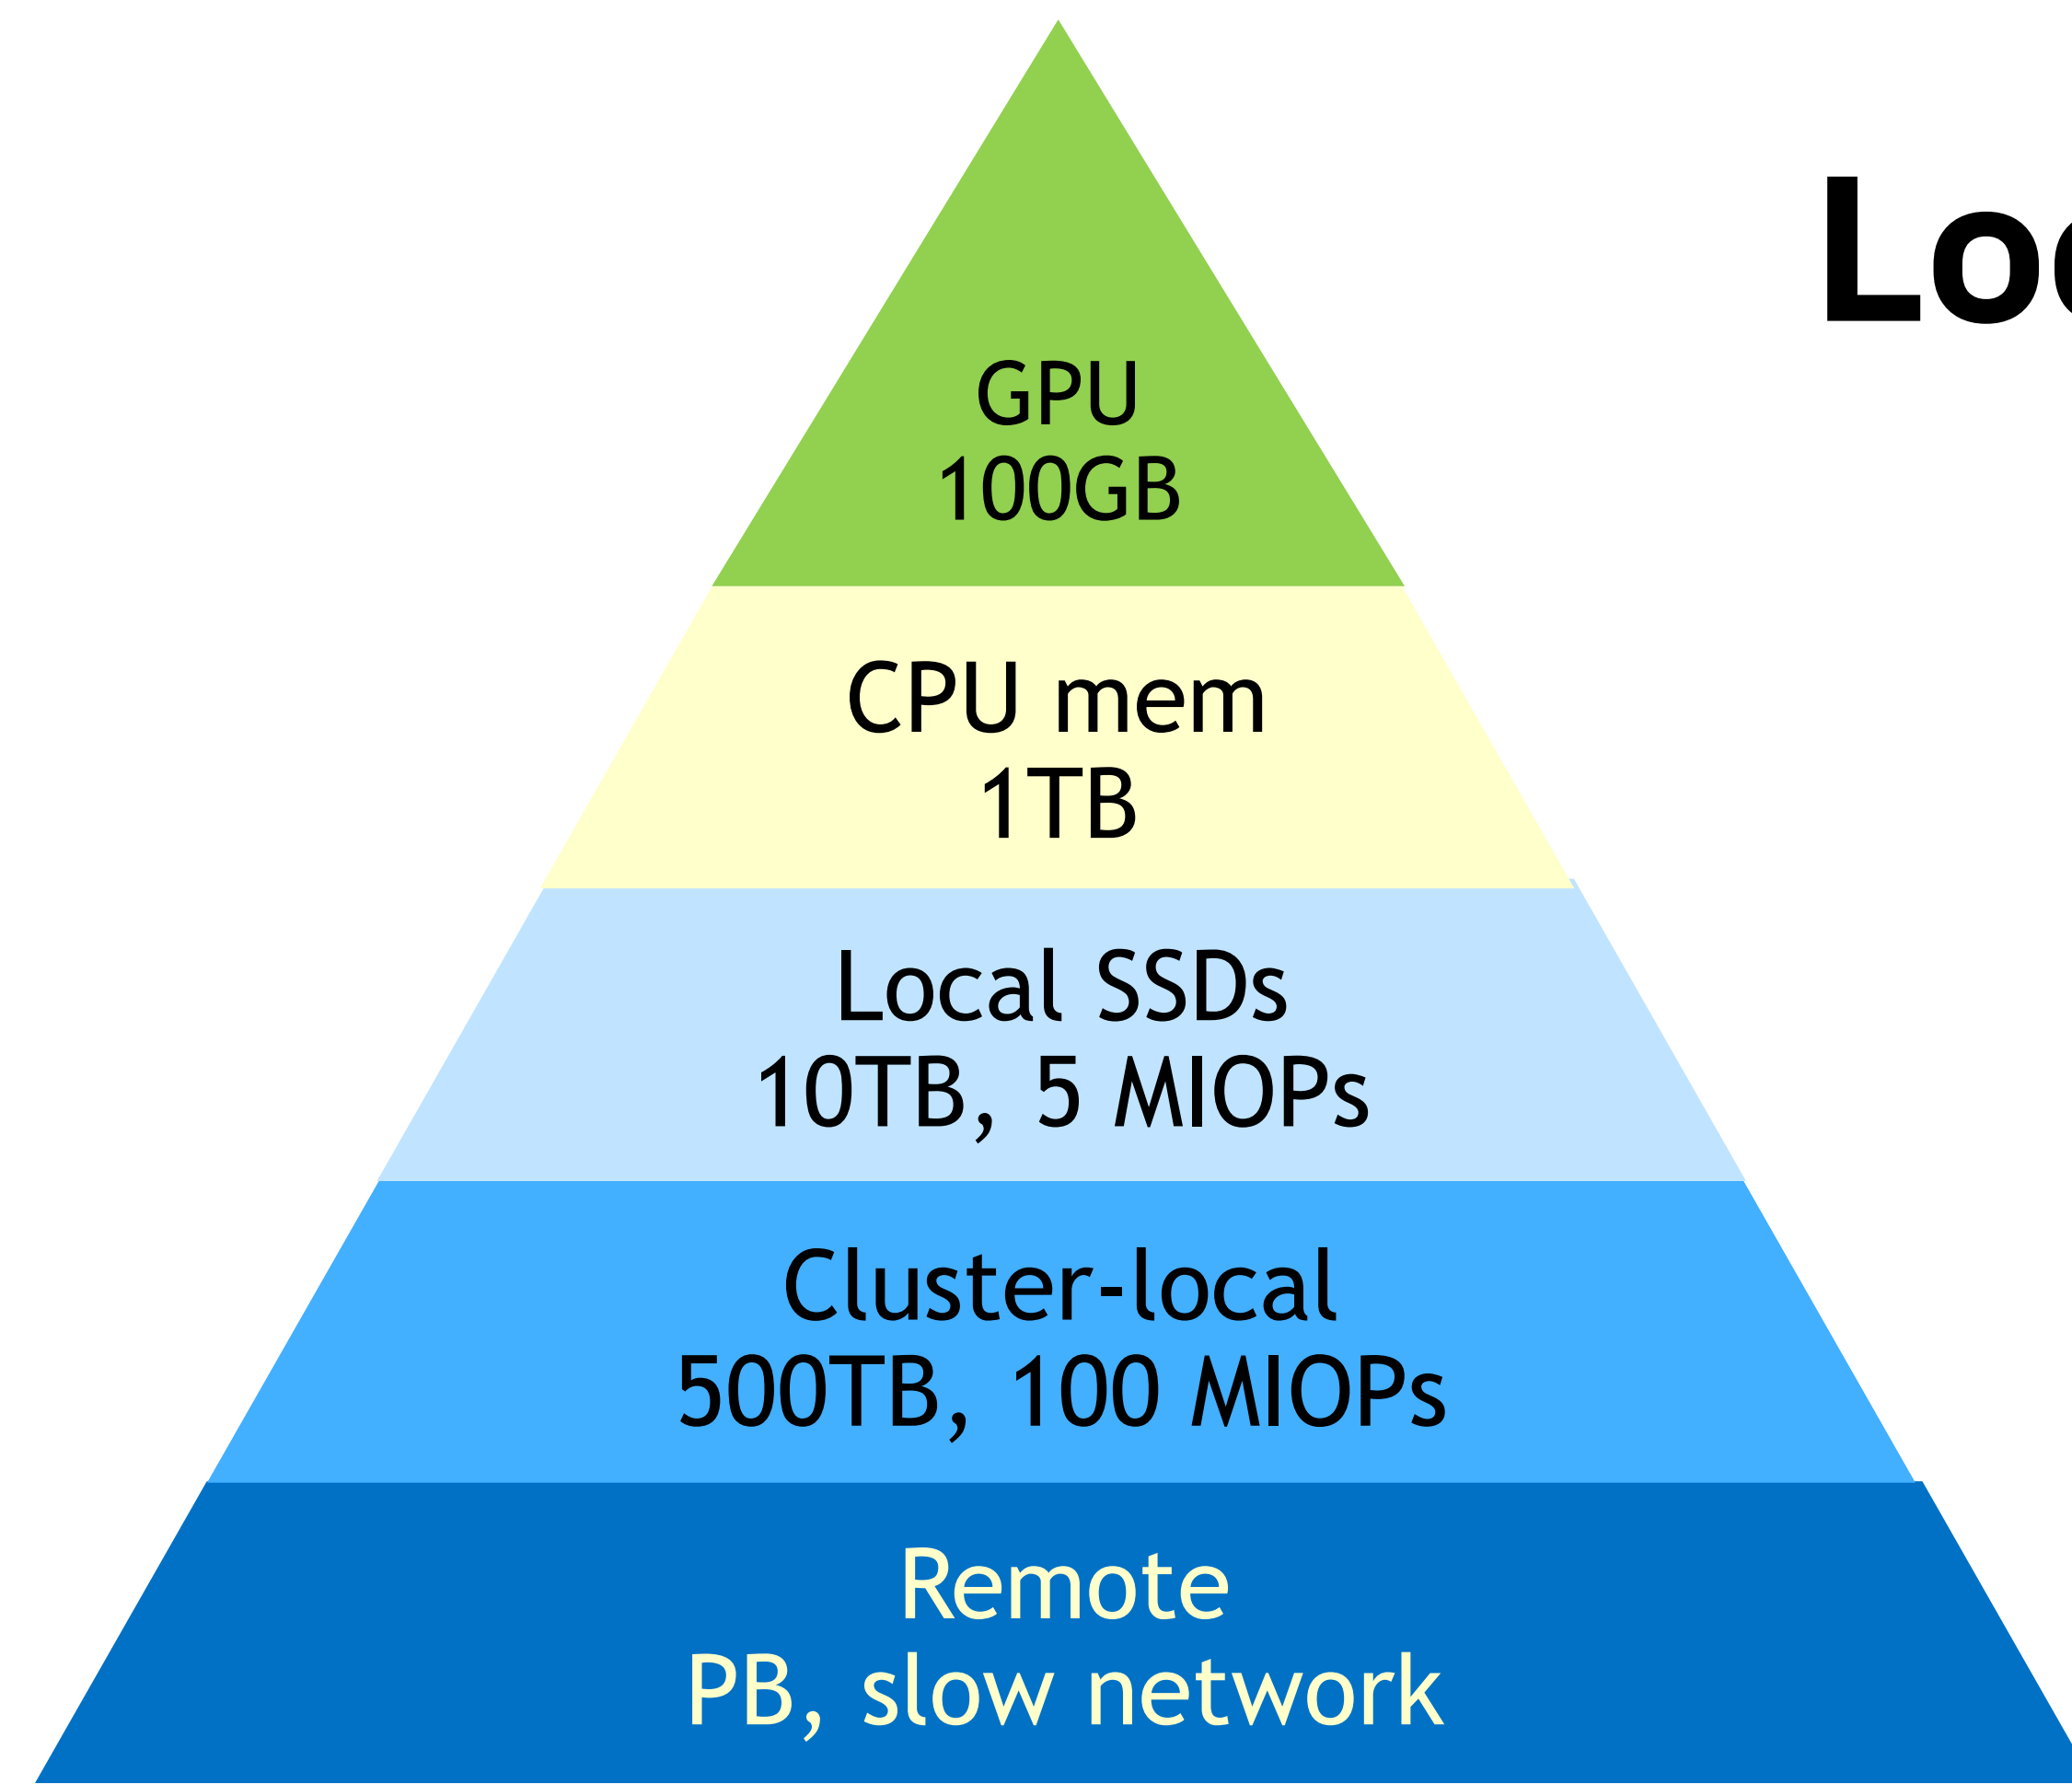 GPU
100GB
CPU mem
1TB
Local SSDs
10TB, 5 MIOPs
Cluster-local
500TB, 100 MIOPs
Remote
PB, slow network